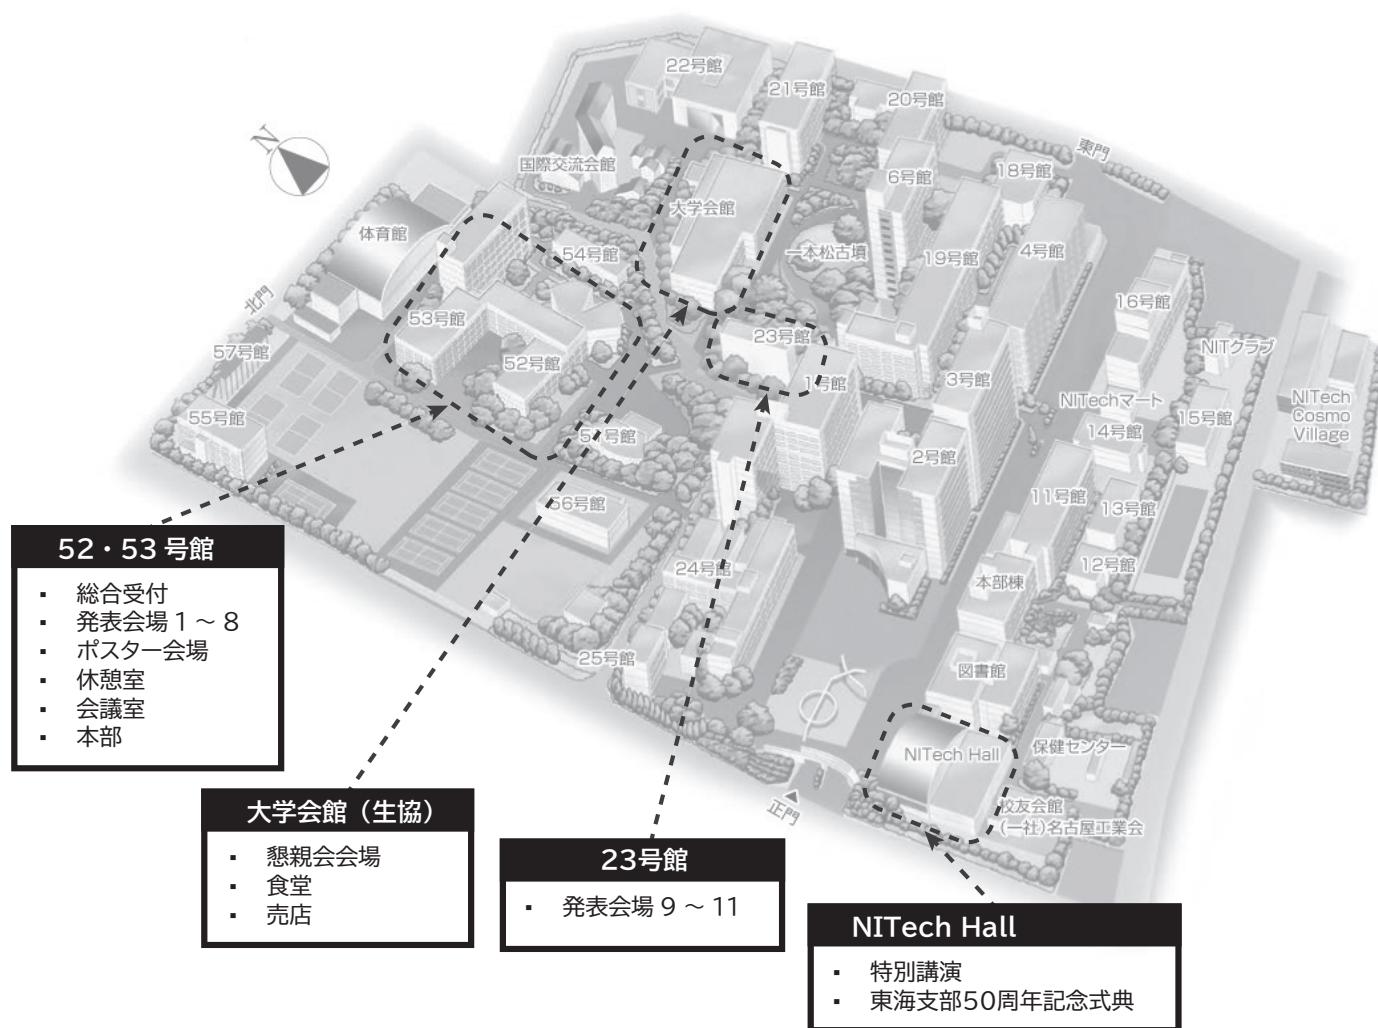 22号館
21号館
20号館
東門
N
国際交流会館
6号館
18号館
大学会館
体育館
54号館
一本松古墳
19号館
4号館
16号館
北門
53号館
23号館
NITクラブ
57号館
52号館
1号館
3号館
NITechマート
NITech
Cosmo
Village
55号館
51号館
14号館
15号館
2号館
11号館
13号館
56号館
24号館
本部棟
12号館
25号館
図書館
NITech Hall
保健センター
正門
校友会館
(一社)名古屋工業会
52・53号館
▪ 総合受付
▪ 発表会場 1 ～ 8
▪ ポスター会場
▪ 休憩室
▪ 会議室
▪ 本部
大学会館（生協）
▪ 懇親会会場
▪ 食堂
▪ 売店
23号館
▪ 発表会場 9 ～ 11
NITech Hall
▪ 特別講演
▪ 東海支部50周年記念式典